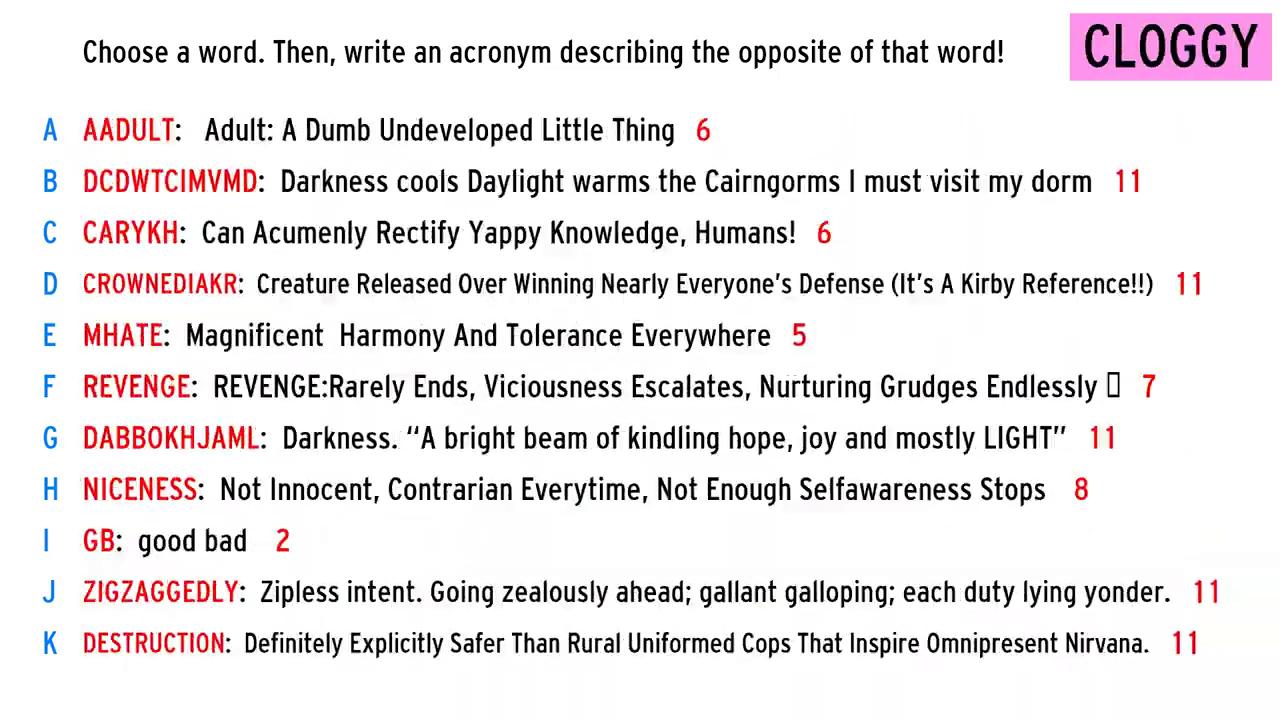 Choose a word. Then, write an acronym describing the opposite of that word!
CLOGGY
A AADULT: Adult: A Dumb Undeveloped Little Thing 6
B DCDWTCIMVMD: Darkness cools Daylight warms the Cairngorms I must visit my dorm 11
C CARYKH: Can Acumenly Rectify Yappy Knowledge, Humans! 6
D CROWNEDIAKR: Creature Released Over Winning Nearly Everyone's Defense (It's A Kirby Reference!!) 11
E MHATE: Magnificent Harmony And Tolerance Everywhere 5
F REVENGE: REVENGE:Rarely Ends, Viciousness Escalates, Nurturing Grudges Endlessly 7
G DABBOKHJAML: Darkness. “A bright beam of kindling hope, joy and mostly LIGHT” 11
H NICENESS: Not Innocent, Contrarian Everytime, Not Enough Selfawareness Stops 8
I GB: good bad 2
J ZIGZAGGEDLY: Zipless intent. Going zealously ahead; gallant galloping; each duty lying yonder. 11
K DESTRUCTION: Definitely Explicitly Safer Than Rural Uniformed Cops That Inspire Omnipresent Nirvana. 11